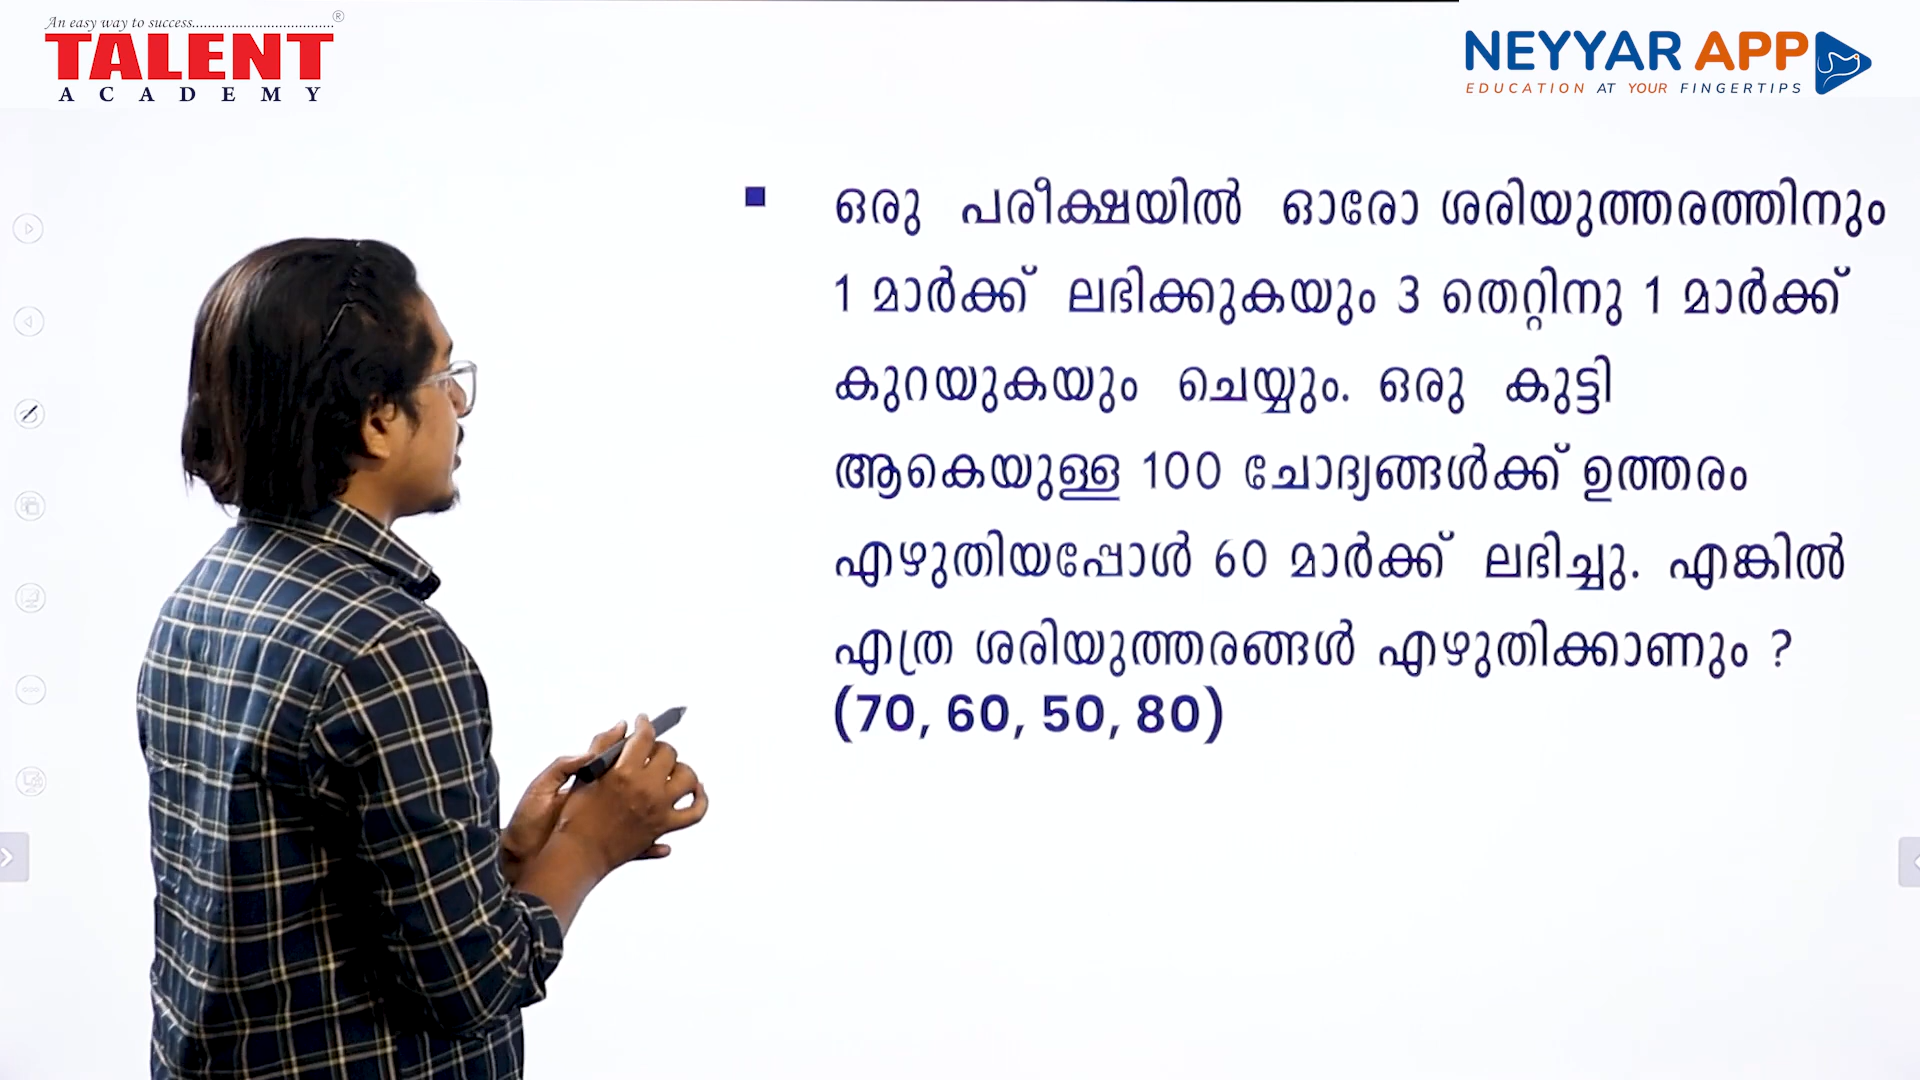 An easy way to success.................................... ®
TALENT
ACADEMY
NEYYAR APP
EDUCATION AT YOUR FINGERTIPS
▪ ഒരു പരീക്ഷയിൽ ഓരോ ശരിയുത്തരത്തിനും
1 മാർക്ക് ലഭിക്കുകയും 3 തെറ്റിനു 1 മാർക്ക്
കുറയുകയും ചെയ്യും. ഒരു കുട്ടി
ആകെയുള്ള 100 ചോദ്യങ്ങൾക്ക് ഉത്തരം
എഴുതിയപ്പോൾ 60 മാർക്ക് ലഭിച്ചു. എങ്കിൽ
എത്ര ശരിയുത്തരങ്ങൾ എഴുതിക്കാണും ?
(70, 60, 50, 80)